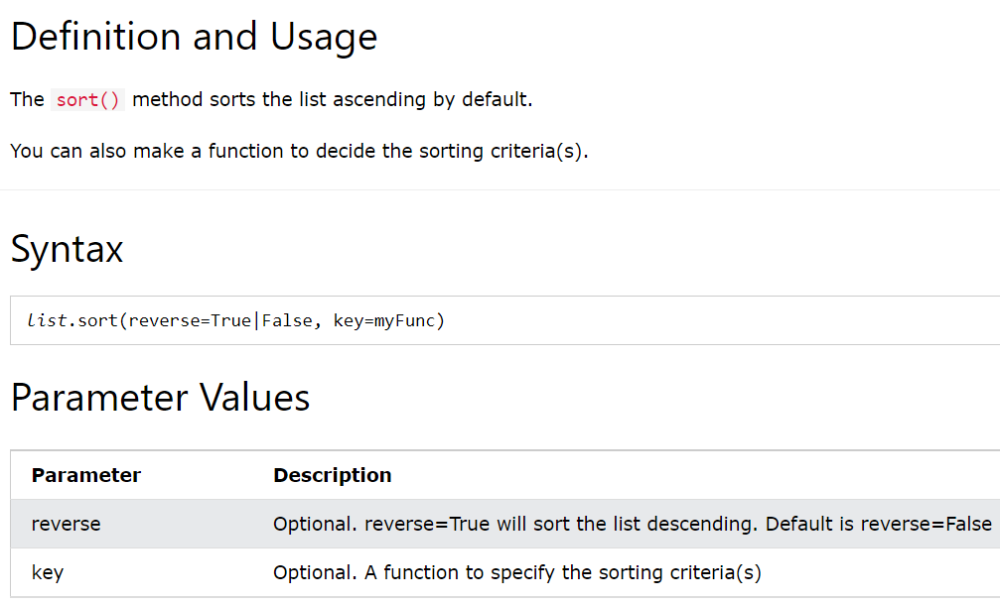 Definition and Usage
The sort() method sorts the list ascending by default.
You can also make a function to decide the sorting criteria(s).
Syntax
list.sort(reverse=True|False, key=myFunc)
Parameter Values
Parameter Description
reverse Optional. reverse=True will sort the list descending. Default is reverse=False
key Optional. A function to specify the sorting criteria(s)